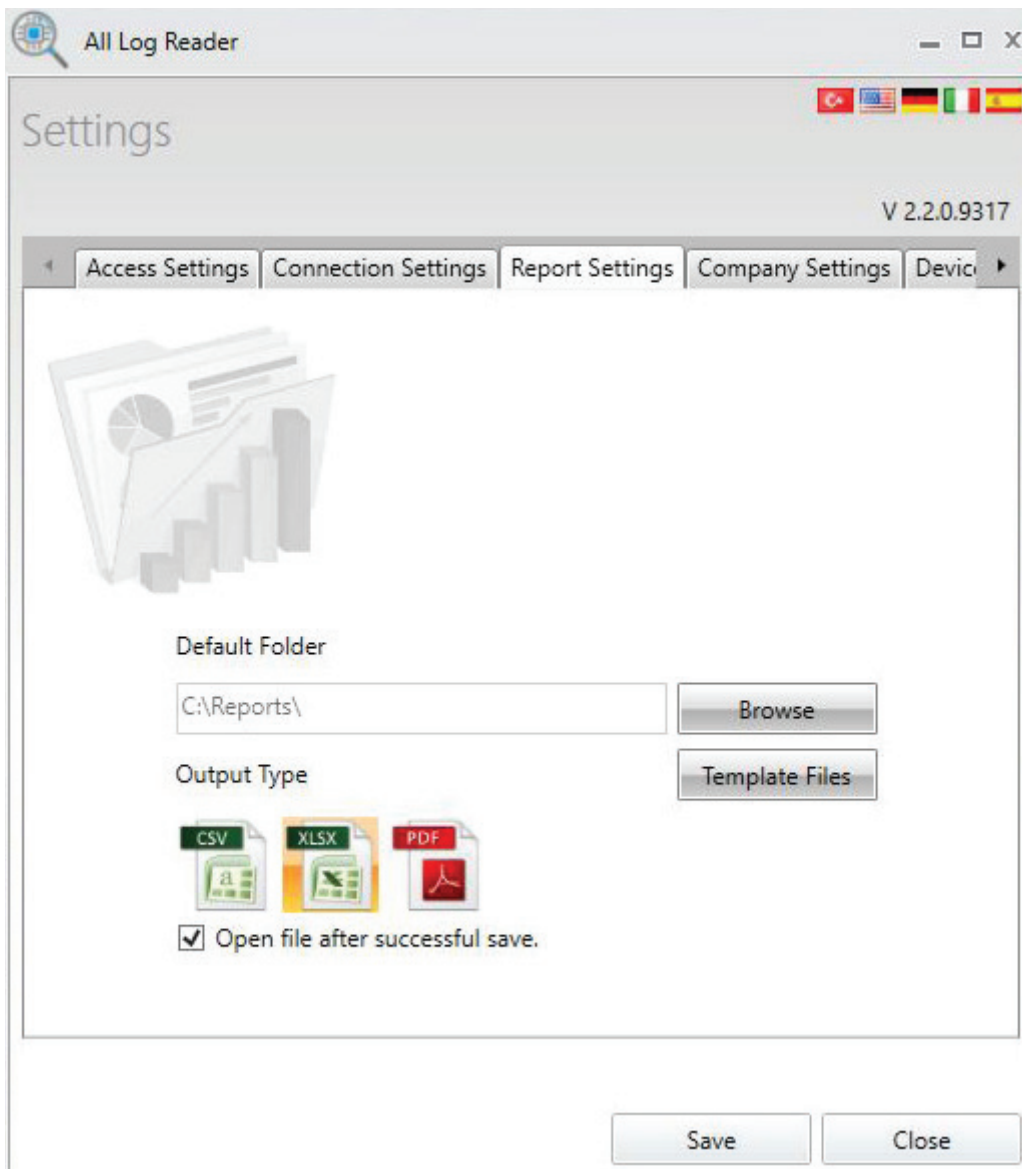 All Log Reader
Settings
V 2.2.0.9317
Access Settings
Connection Settings
Report Settings
Company Settings
Devic
Default Folder
C:\Reports\
Browse
Output Type
Template Files
CSV
a
XLSX
X
PDF
Open file after successful save.
Save
Close